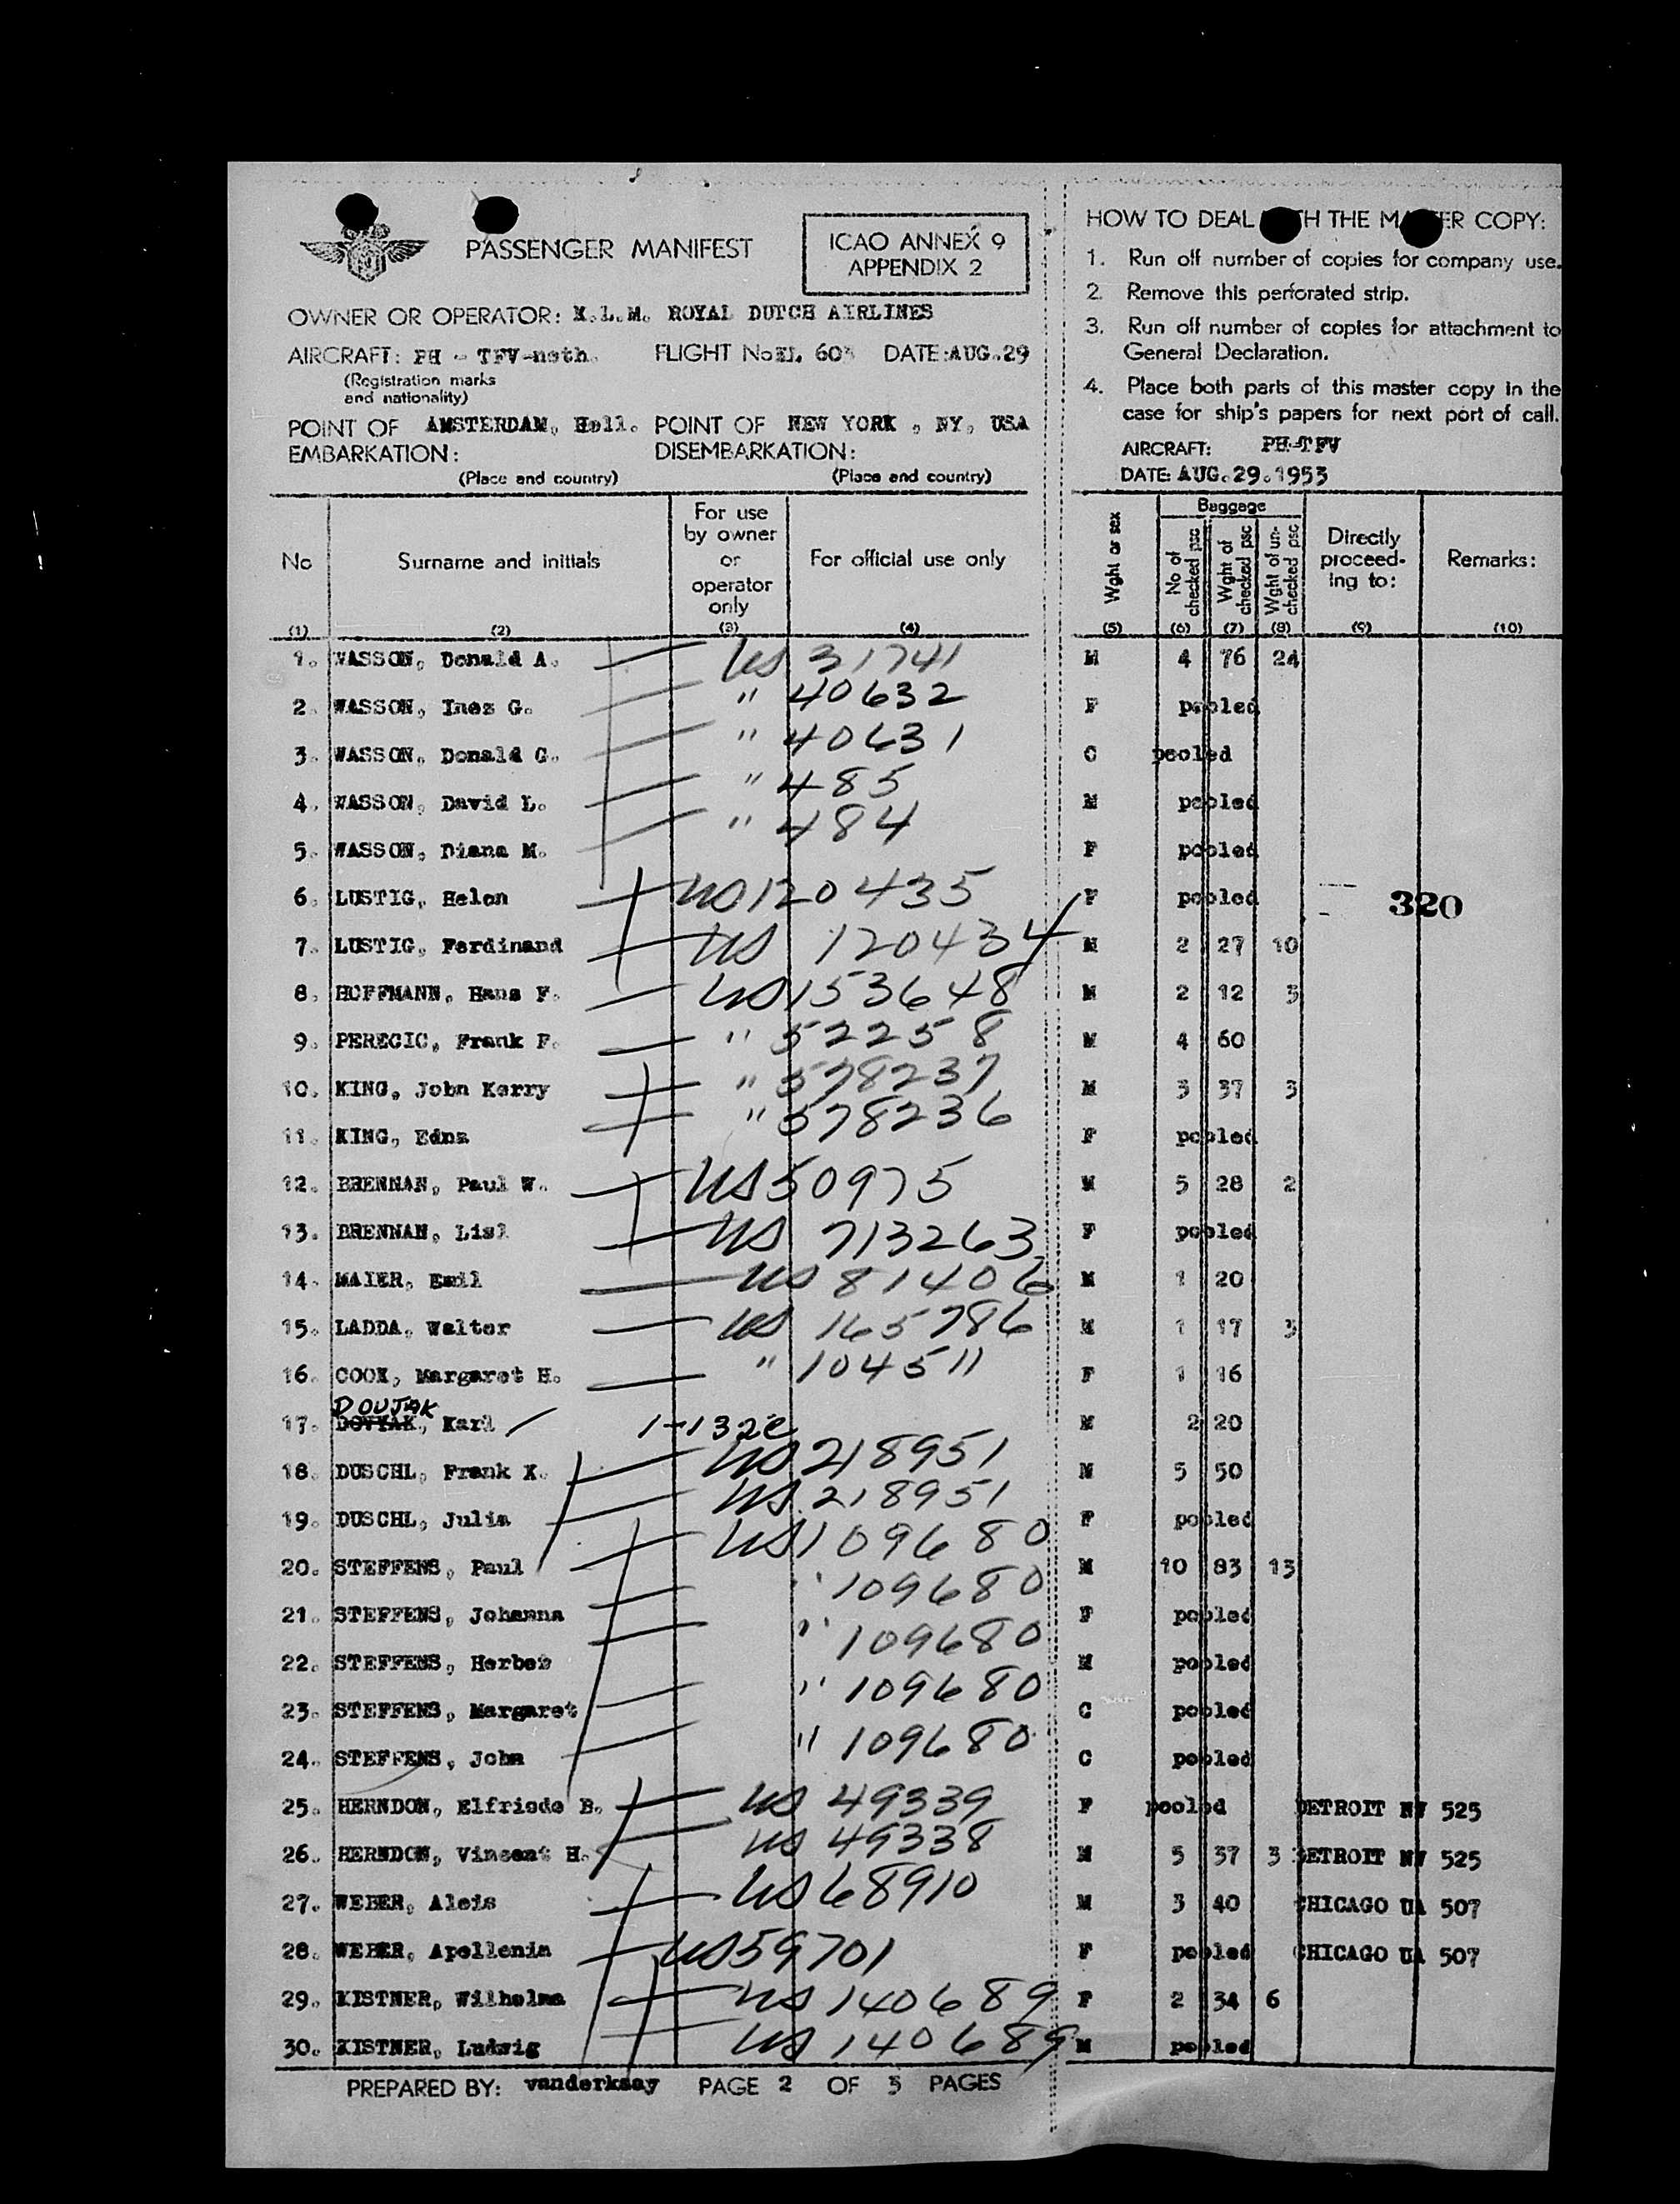 PASSENGER MANIFEST
ICAO ANNEX 9
APPENDIX 2
OWNER OR OPERATOR: K.L.M. ROYAL DUTCH AIRLINES
AIRCRAFT: PH - TFV-neth. FLIGHT No KL 603 DATE: AUG.29
(Registration marks
and nationality)
POINT OF AMSTERDAM, Holl. POINT OF NEW YORK , NY, USA
EMBARKATION: DISEMBARKATION:
(Place and country) (Place and country)
HOW TO DEAL THE COPY:
1. Run off number of copies for company use.
2. Remove this perforated strip.
3. Run off number of copies for attachment to
General Declaration.
4. Place both parts of this master copy in the
case for ship's papers for next port of call.
AIRCRAFT: PH-TFV
DATE: AUG.29.1953
No Surname and initials For use by owner or operator only For official use only Wght or sex Baggage No of checked psc Wght of checked psc Wght of un-checked psc Directly proceed-ing to: Remarks:
(1) (2) (3) (4) (5) (6) (7) (8) (9) (10)
1. WASSON, Donald A. US 31741 M 4 76 24
2. WASSON, Inez G. " 40632 F pooled
3. WASSON, Donald G. " 40631 C pooled
4. WASSON, David L. " 485 M pooled
5. WASSON, Diana M. " 484 F pooled
6. LUSTIG, Helen US 120435 F pooled 320
7. LUSTIG, Ferdinand US 120434 M 2 27 10
8. HOFFMANN, Hans F. US 153648 M 2 12 3
9. PERECIC, Frank F. " 52258 M 4 60
10. KING, John Kerry " 578237 M 3 37 3
11. KING, Edna " 578236 F pooled
12. BRENNAN, Paul W. US 50975 M 5 28 2
13. BRENNAN, Lisl US 713263 F pooled
14. MAIER, Emil US 81406 M 1 20
15. LADDA, Walter US 165786 M 1 17 3
16. COOK, Margaret H. " 104511 F 1 16
DOUJAK
17. DOVYAK, Karl 1-132e M 2 20
18. DUSCHL, Frank X. US 218951 M 5 50
19. DUSCHL, Julia US 218951 F pooled
20. STEFFENS, Paul US 109680 M 10 83 13
21. STEFFENS, Johanna " 109680 F pooled
22. STEFFENS, Herber " 109680 M pooled
23. STEFFENS, Margaret " 109680 C pooled
24. STEFFENS, John " 109680 C pooled
25. HERNDON, Elfriede B. US 49339 F pooled DETROIT NW 525
26. HERNDON, Vincent H. US 49338 M 5 37 3 DETROIT NW 525
27. WEBER, Alois US 68910 M 3 40 CHICAGO UA 507
28. WEBER, Apollenia US 59701 F pooled CHICAGO UA 507
29. KISTNER, Wilhelma US 140689 F 2 34 6
30. KISTNER, Ludwig US 140689 M pooled
PREPARED BY: vanderksay PAGE 2 OF 3 PAGES